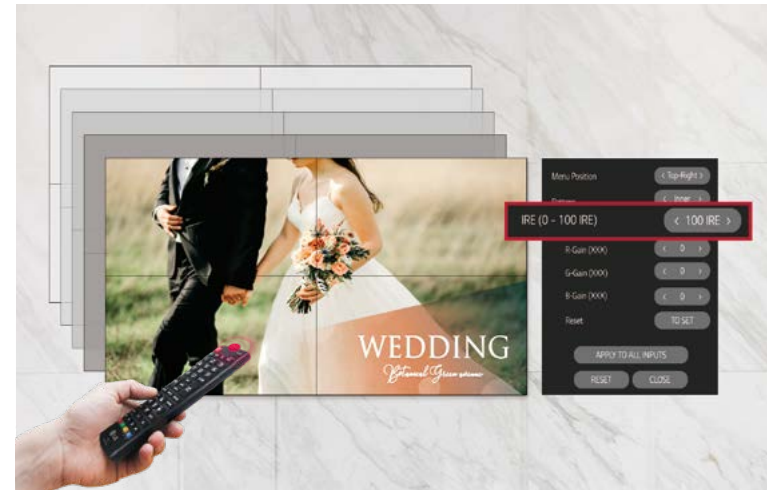 WEDDING
Menu Position
< Top-Right >
< Inner >
IRE (0 - 100 IRE)
< 100 IRE >
R-Gain (XXX)
< 0 >
G-Gain (XXX)
< 0 >
B-Gain (XXX)
< 0 >
Reset
TO SET
APPLY TO ALL INPUTS
RESET
CLOSE